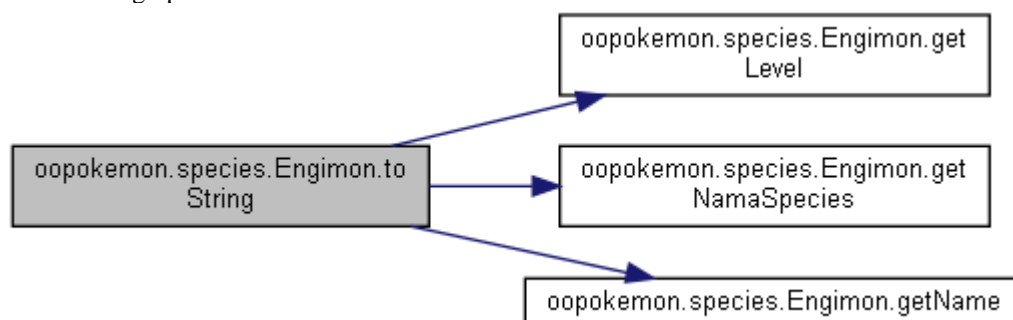 oopokemon.species.Engimon.get
Level
oopokemon.species.Engimon.to
String
oopokemon.species.Engimon.get
NamaSpecies
oopokemon.species.Engimon.getName